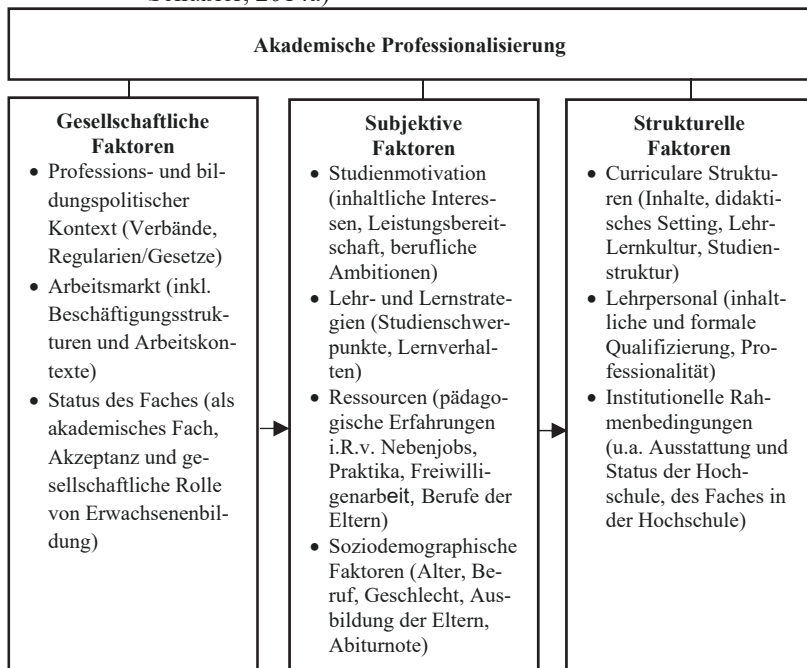 Akademische Professionalisierung
Gesellschaftliche
Faktoren
• Professions- und bil-
dungspolitischer
Kontext (Verbände,
Regularien/Gesetze)
• Arbeitsmarkt (inkl.
Beschäftigungsstruk-
turen und Arbeitskon-
texte)
• Status des Faches (als
akademisches Fach,
Akzeptanz und ge-
sellschaftliche Rolle
von Erwachsenenbil-
dung)
Subjektive
Faktoren
• Studienmotivation
(inhaltliche Interes-
sen, Leistungsbereit-
schaft, berufliche
Ambitionen)
• Lehr- und Lernstrate-
gien (Studienschwer-
punkte, Lernverhal-
ten)
• Ressourcen (pädago-
gische Erfahrungen
i.R.v. Nebenjobs,
Praktika, Freiwilli-
genarbeit, Berufe der
Eltern)
• Soziodemographische
Faktoren (Alter, Be-
ruf, Geschlecht, Aus-
bildung der Eltern,
Abiturnote)
Strukturelle
Faktoren
• Curriculare Struktu-
ren (Inhalte, didakti-
sches Setting, Lehr-
Lernkultur, Studien-
struktur)
• Lehrpersonal (inhalt-
liche und formale
Qualifizierung, Pro-
fessionalität)
• Institutionelle Rah-
menbedingungen
(u.a. Ausstattung und
Status der Hoch-
schule, des Faches in
der Hochschule)